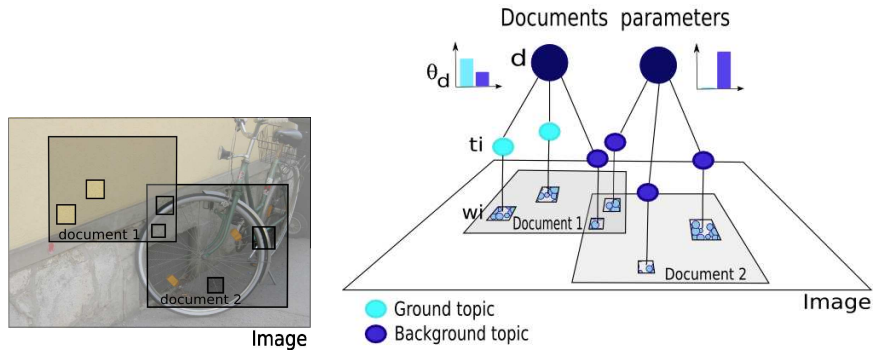 document 1
document 2
Image
Documents parameters
θd
d
ti
wi
Document 1
Document 2
Image
Ground topic
Background topic